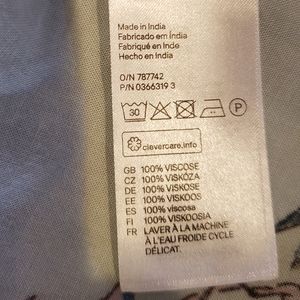 Made in India
Fabricado em Índia
Fabriqué en Inde
Hecho en India
O/N 787742
P/N 0366319 3
30
P
clevercare.info
GB 100% VISCOSE
CZ 100% VISKÓZA
DE 100% VISKOSE
EE 100% VISKOOS
ES 100% viscosa
FI 100% VISKOOSIA
FR LAVER À LA MACHINE
À L'EAU FROIDE CYCLE
DÉLICAT.